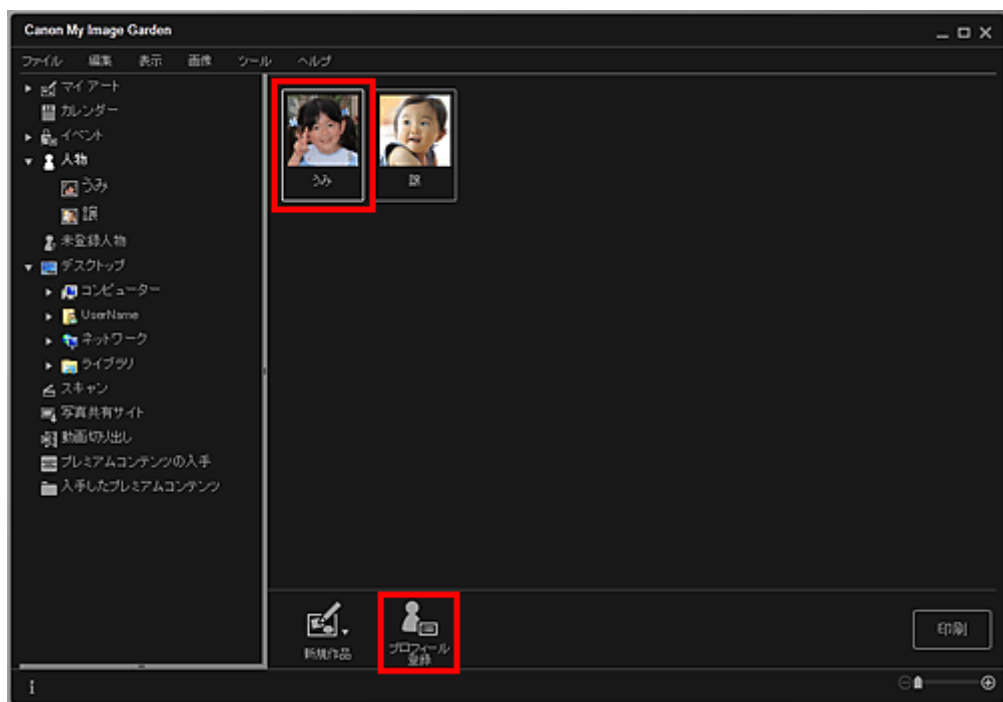 Canon My Image Garden
ファイル 編集 表示 画像 ツール ヘルプ
マイ アート
カレンダー
イベント
人物
うみ
譲
未登録人物
デスクトップ
コンピューター
UserName
ネットワーク
ライブラリ
スキャン
写真共有サイト
動画切り出し
プレミアムコンテンツの入手
入手したプレミアムコンテンツ
うみ
譲
新規作品
プロフィール
登録
印刷